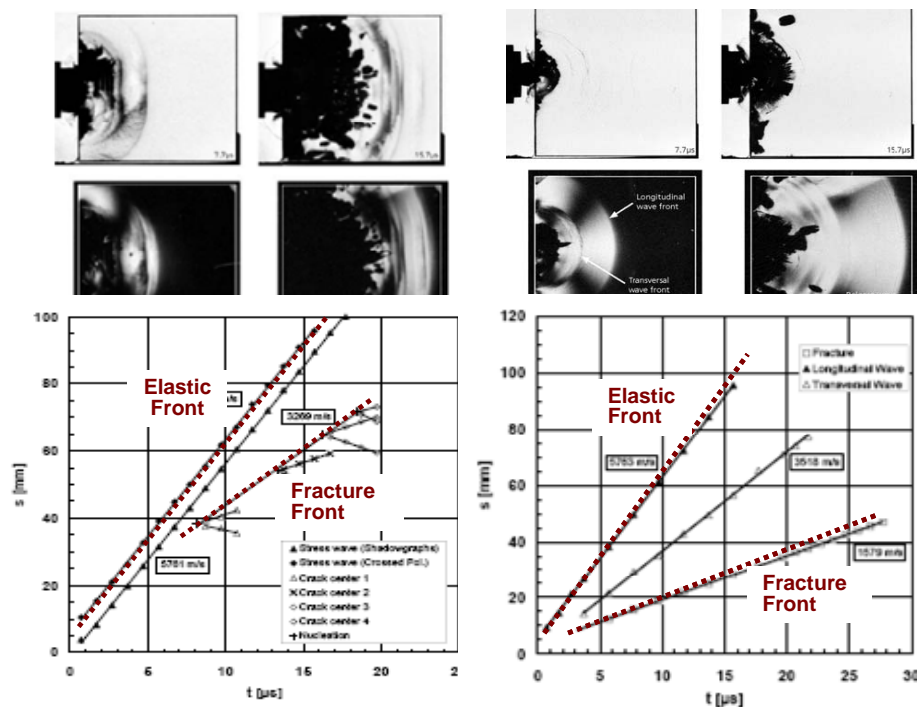 7.7µs
15.7µs
7.7µs
15.7µs
Longitudinal
wave front
Transversal
wave front
100
80
60
40
20
0
s [mm]
Elastic
Front
3269 m/s
Fracture
Front
5761 m/s
Stress wave (Shadowgraphs)
Stress wave (Crossed Pol.)
Crack center 1
Crack center 2
Crack center 3
Crack center 4
Nucleation
0
5
10
15
20
t [µs]
120
100
80
60
40
20
0
s [mm]
Fracture
Longitudinal Wave
Transversal Wave
Elastic
Front
5763 m/s
3518 m/s
1579 m/s
Fracture
Front
0
5
10
15
20
25
30
t [µs]